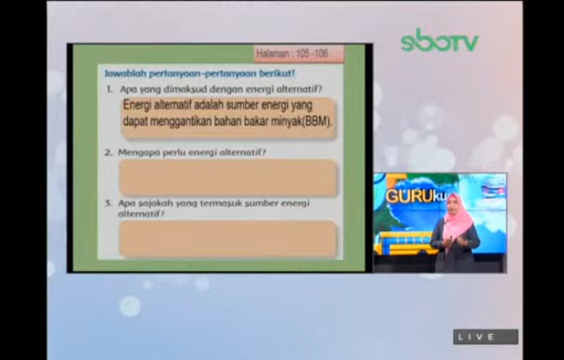 sboTV
Halaman : 105 -106
Jawablah pertanyaan-pertanyaan berikut!
1. Apa yang dimaksud dengan energi alternatif?
Energi alternatif adalah sumber energi yang
dapat menggantikan bahan bakar minyak(BBM).
2. Mengapa perlu energi alternatif?
3. Apa sajakah yang termasuk sumber energi
alternatif?
GURUku
LIVE